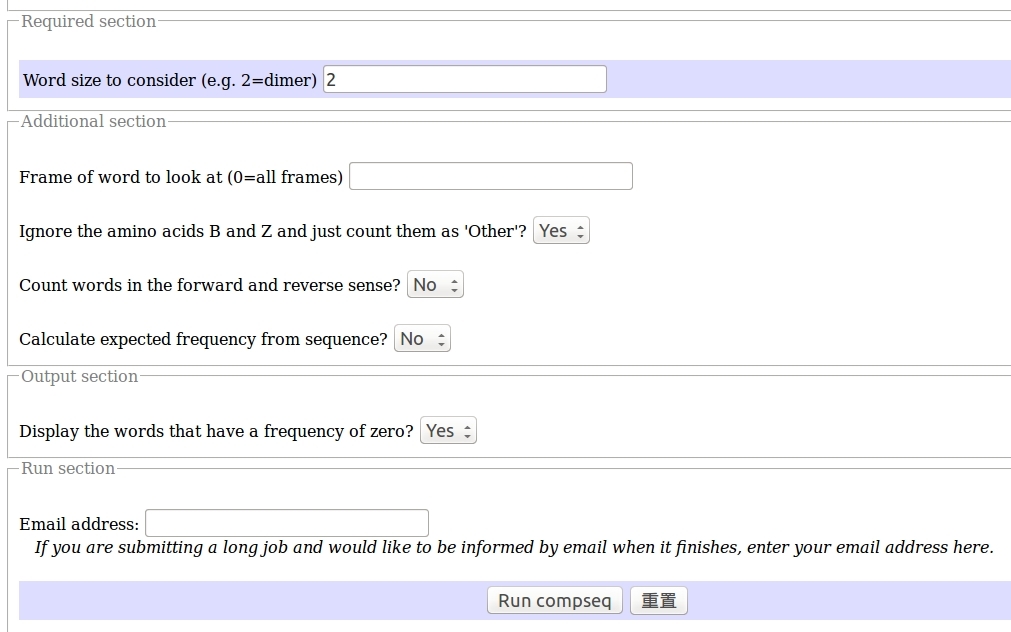 Required section
Word size to consider (e.g. 2=dimer) 2
Additional section
Frame of word to look at (0=all frames)
Ignore the amino acids B and Z and just count them as 'Other'? Yes
Count words in the forward and reverse sense? No
Calculate expected frequency from sequence? No
Output section
Display the words that have a frequency of zero? Yes
Run section
Email address:
If you are submitting a long job and would like to be informed by email when it finishes, enter your email address here.
Run compseq 重置